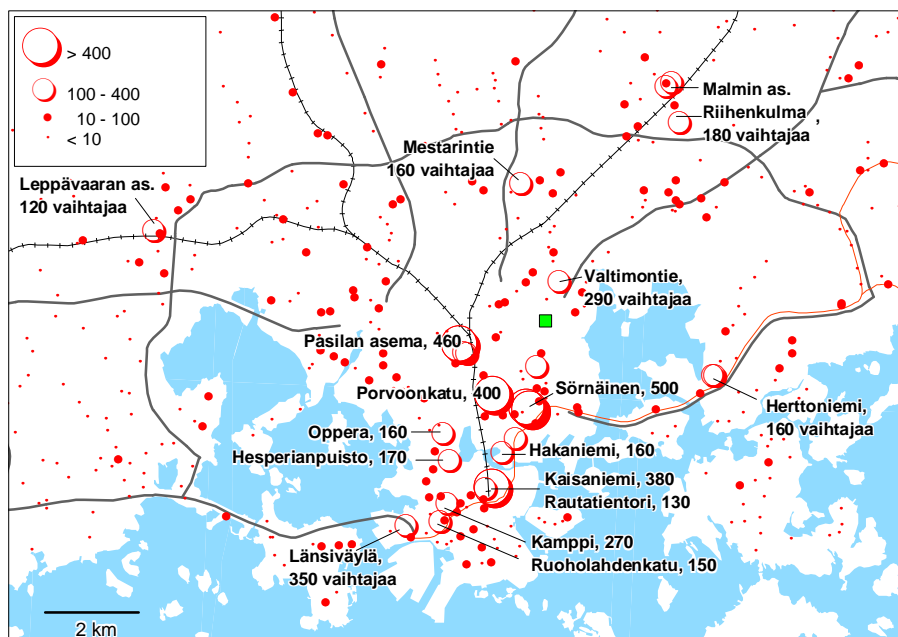 > 400
100 - 400
10 - 100
< 10
Malmin as.
Riihenkulma ,
180 vaihtajaa
Mestarintie
160 vaihtajaa
Leppävaaran as.
120 vaihtajaa
Valtimontie,
290 vaihtajaa
Pasilan asema, 460
Porvoonkatu, 400
Sörnäinen, 500
Herttoniemi,
160 vaihtajaa
Oppera, 160
Hesperianpuisto, 170
Hakaniemi, 160
Kaisaniemi, 380
Rautatientori, 130
Kamppi, 270
Ruoholahdenkatu, 150
Länsiväylä,
350 vaihtajaa
2 km